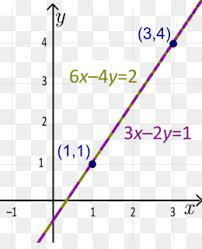 y
(3,4)
4
6x–4y=2
3
2
3x–2y=1
(1,1)
1
x
–1
1
2
3